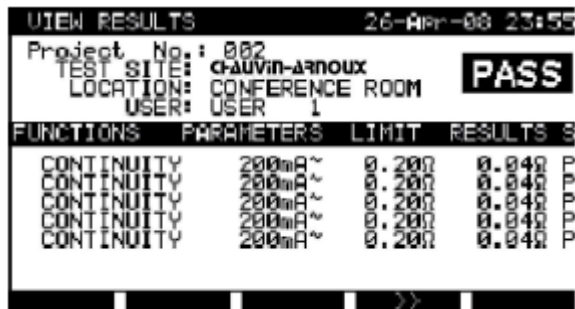 VIEW RESULTS 26-Apr-08 23:55
Project No.: 002
TEST SITE: CHAUVIN-ARNOUX
LOCATION: CONFERENCE ROOM
USER: USER 1
PASS
FUNCTIONS PARAMETERS LIMIT RESULTS S
CONTINUITY 200mA~ 0.20Ω 0.04Ω P
CONTINUITY 200mA~ 0.20Ω 0.04Ω P
CONTINUITY 200mA~ 0.20Ω 0.04Ω P
CONTINUITY 200mA~ 0.20Ω 0.04Ω P
CONTINUITY 200mA~ 0.20Ω 0.04Ω P
>>